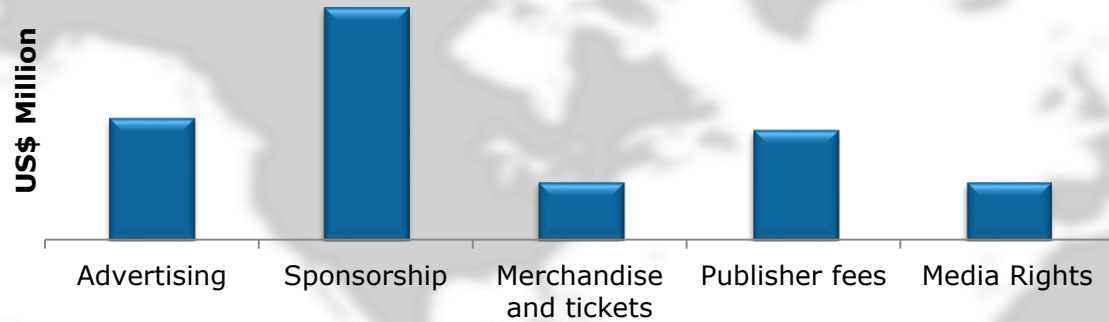 US$ Million
Advertising
Sponsorship
Merchandise
and tickets
Publisher fees
Media Rights